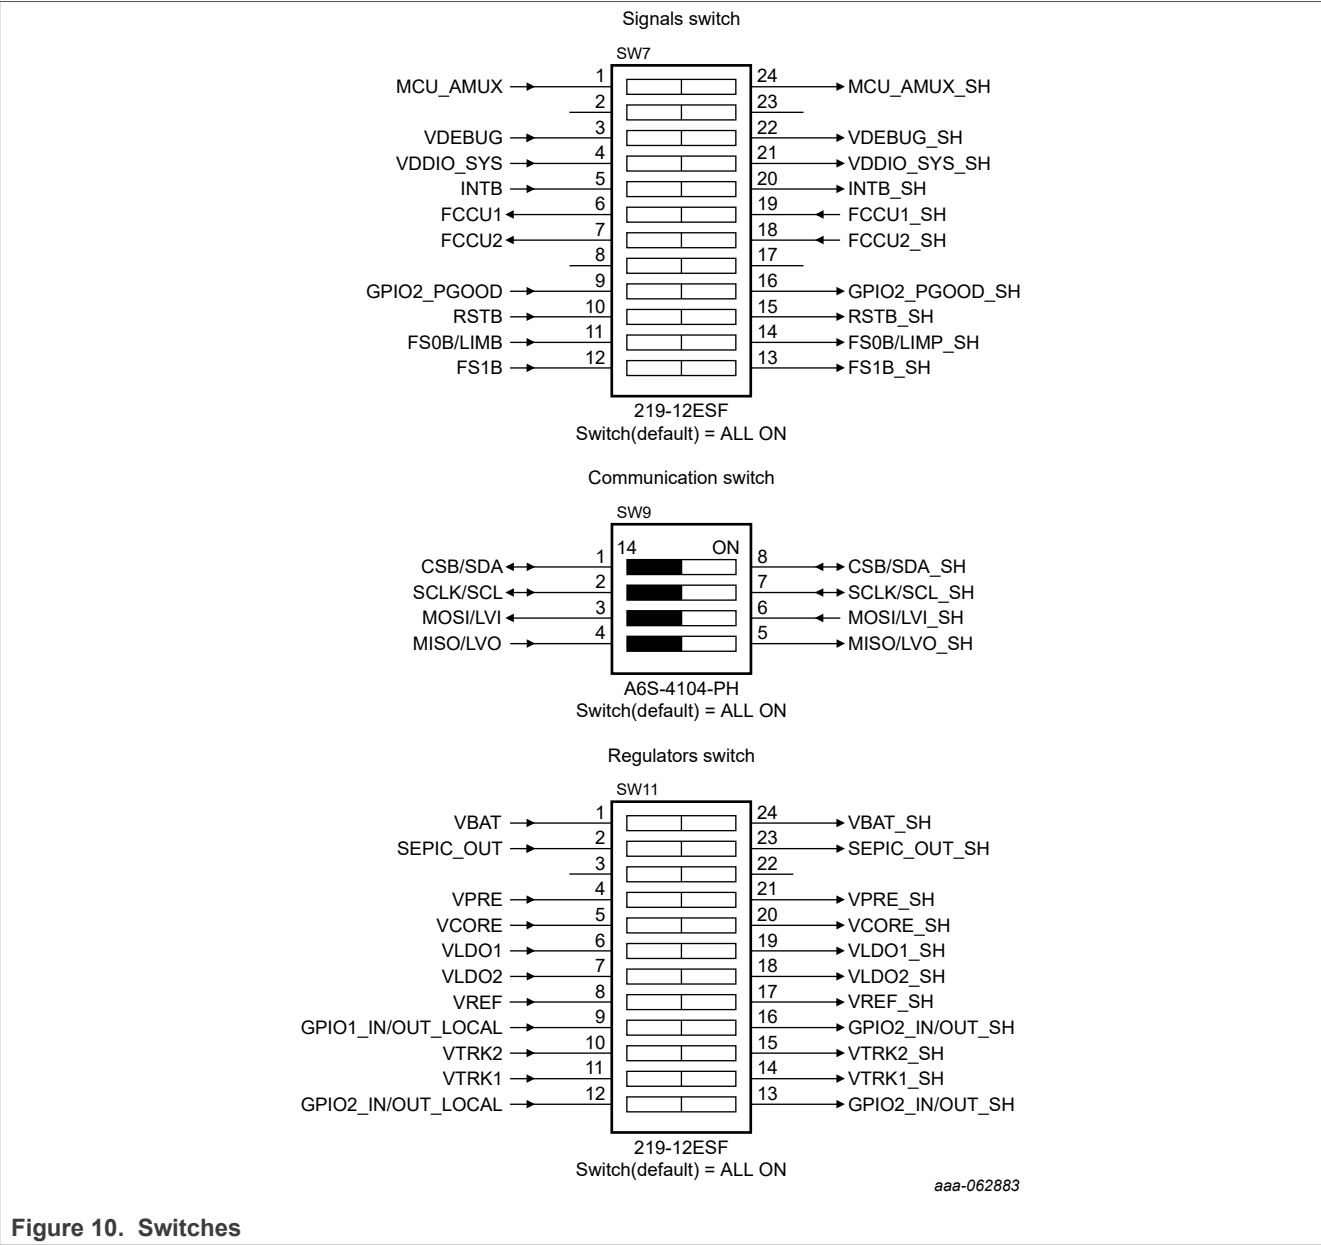 Signals switch
SW7
MCU_AMUX 1 24 MCU_AMUX_SH
2 23
VDEBUG 3 22 VDEBUG_SH
VDDIO_SYS 4 21 VDDIO_SYS_SH
INTB 5 20 INTB_SH
FCCU1 6 19 FCCU1_SH
FCCU2 7 18 FCCU2_SH
8 17
GPIO2_PGOOD 9 16 GPIO2_PGOOD_SH
RSTB 10 15 RSTB_SH
FS0B/LIMB 11 14 FS0B/LIMP_SH
FS1B 12 13 FS1B_SH
219-12ESF
Switch(default) = ALL ON
Communication switch
SW9
14 ON
CSB/SDA 1 8 CSB/SDA_SH
SCLK/SCL 2 7 SCLK/SCL_SH
MOSI/LVI 3 6 MOSI/LVI_SH
MISO/LVO 4 5 MISO/LVO_SH
A6S-4104-PH
Switch(default) = ALL ON
Regulators switch
SW11
VBAT 1 24 VBAT_SH
SEPIC_OUT 2 23 SEPIC_OUT_SH
3 22
VPRE 4 21 VPRE_SH
VCORE 5 20 VCORE_SH
VLDO1 6 19 VLDO1_SH
VLDO2 7 18 VLDO2_SH
VREF 8 17 VREF_SH
GPIO1_IN/OUT_LOCAL 9 16 GPIO2_IN/OUT_SH
VTRK2 10 15 VTRK2_SH
VTRK1 11 14 VTRK1_SH
GPIO2_IN/OUT_LOCAL 12 13 GPIO2_IN/OUT_SH
219-12ESF
Switch(default) = ALL ON
aaa-062883
Figure 10. Switches